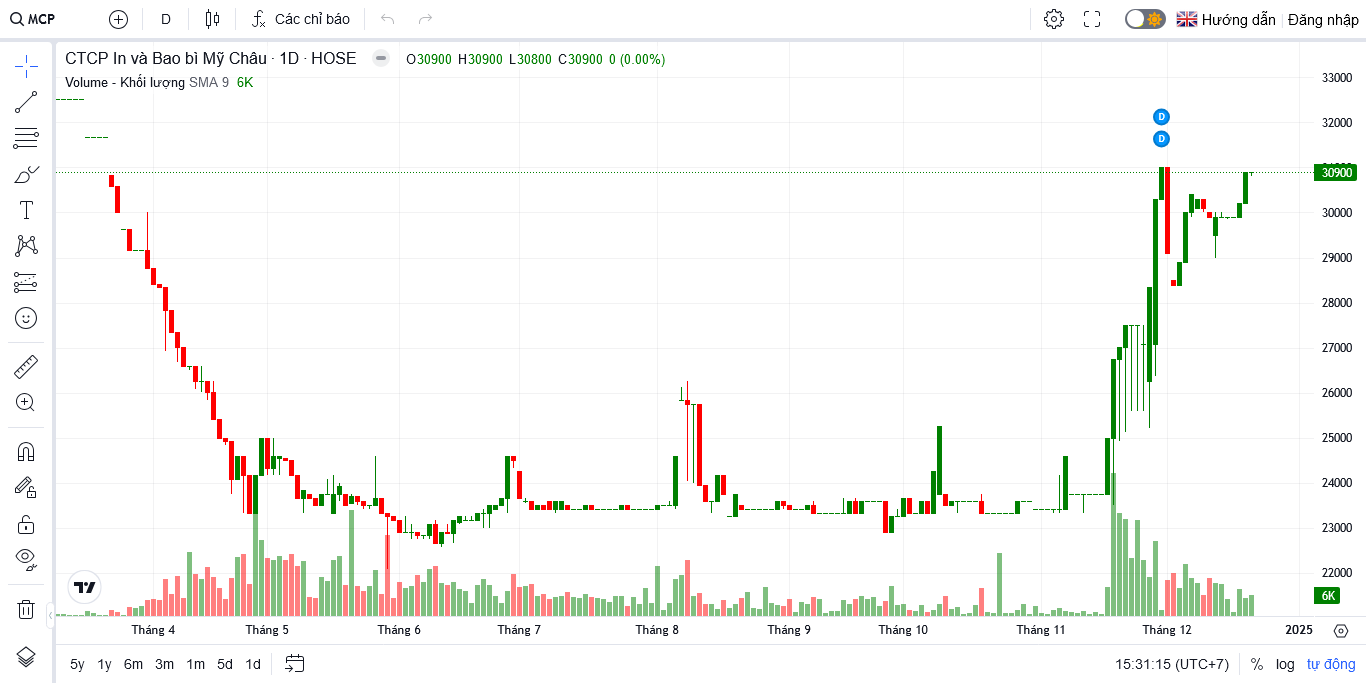 MCP D Các chỉ báo Hướng dẫn Đăng nhập
CTCP In và Bao bì Mỹ Châu · 1D · HOSE O30900 H30900 L30800 C30900 0 (0.00%)
Volume - Khối lượng SMA 9 6K
33000
32000
30900
30000
29000
28000
27000
26000
25000
24000
23000
22000
6K
D
D
Tháng 4 Tháng 5 Tháng 6 Tháng 7 Tháng 8 Tháng 9 Tháng 10 Tháng 11 Tháng 12 2025
5y 1y 6m 3m 1m 5d 1d 15:31:15 (UTC+7) % log tự động